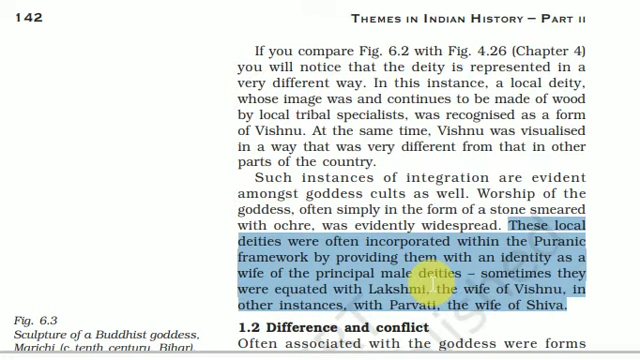 142
THEMES IN INDIAN HISTORY – PART II
If you compare Fig. 6.2 with Fig. 4.26 (Chapter 4)
you will notice that the deity is represented in a
very different way. In this instance, a local deity,
whose image was and continues to be made of wood
by local tribal specialists, was recognised as a form
of Vishnu. At the same time, Vishnu was visualised
in a way that was very different from that in other
parts of the country.
Such instances of integration are evident
amongst goddess cults as well. Worship of the
goddess, often simply in the form of a stone smeared
with ochre, was evidently widespread. These local
deities were often incorporated within the Puranic
framework by providing them with an identity as a
wife of the principal male deities – sometimes they
were equated with Lakshmi, the wife of Vishnu, in
other instances, with Parvati, the wife of Shiva.
1.2 Difference and conflict
Often associated with the goddess were forms
Fig. 6.3
Sculpture of a Buddhist goddess,
Marichi (c. tenth century, Bihar),